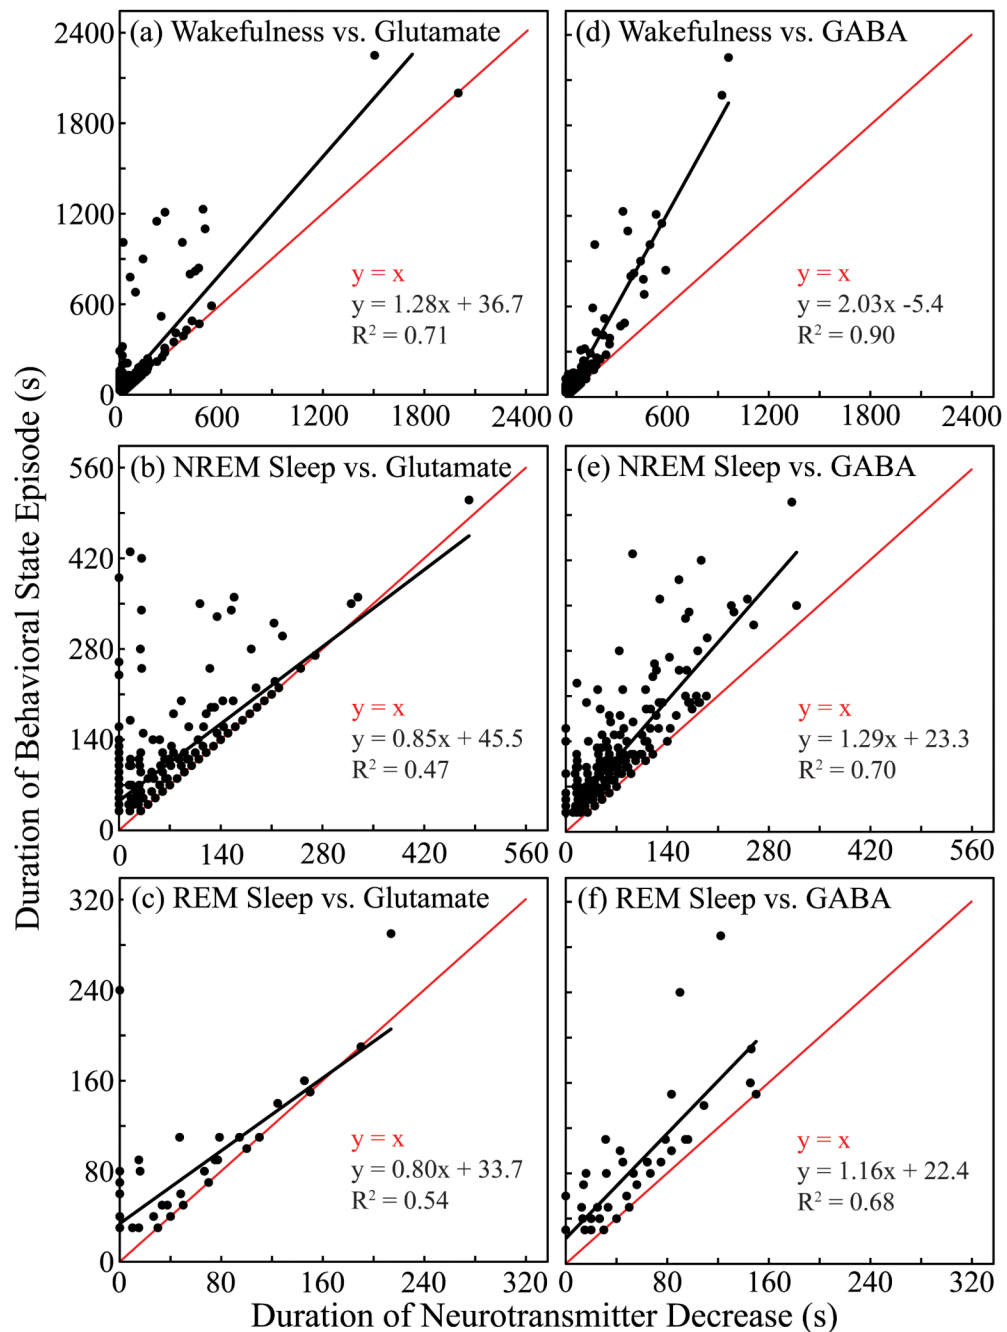 Duration of Behavioral State Episode (s)
(a) Wakefulness vs. Glutamate
2400
1800
1200
600
0
y = x
y = 1.28x + 36.7
R² = 0.71
0 600 1200 1800 2400
(d) Wakefulness vs. GABA
y = x
y = 2.03x -5.4
R² = 0.90
0 600 1200 1800 2400
(b) NREM Sleep vs. Glutamate
560
420
280
140
0
y = x
y = 0.85x + 45.5
R² = 0.47
0 140 280 420 560
(e) NREM Sleep vs. GABA
y = x
y = 1.29x + 23.3
R² = 0.70
0 140 280 420 560
(c) REM Sleep vs. Glutamate
320
240
160
80
0
y = x
y = 0.80x + 33.7
R² = 0.54
0 80 160 240 320
(f) REM Sleep vs. GABA
y = x
y = 1.16x + 22.4
R² = 0.68
0 80 160 240 320
Duration of Neurotransmitter Decrease (s)